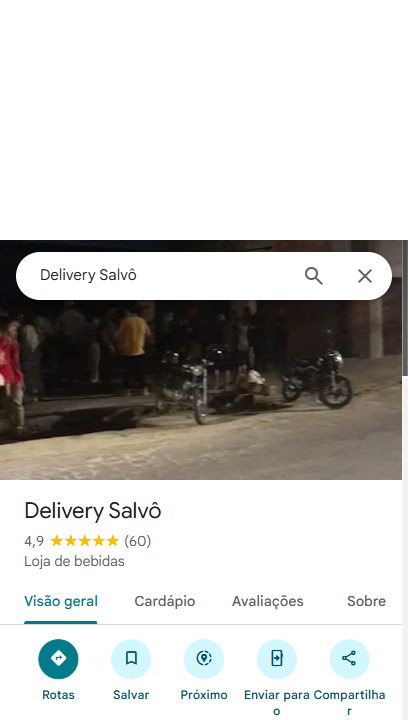 Delivery Salvô
Delivery Salvô
4,9 (60)
Loja de bebidas
Visão geral Cardápio Avaliações Sobre
Rotas Salvar Próximo Enviar para o Compartilhar